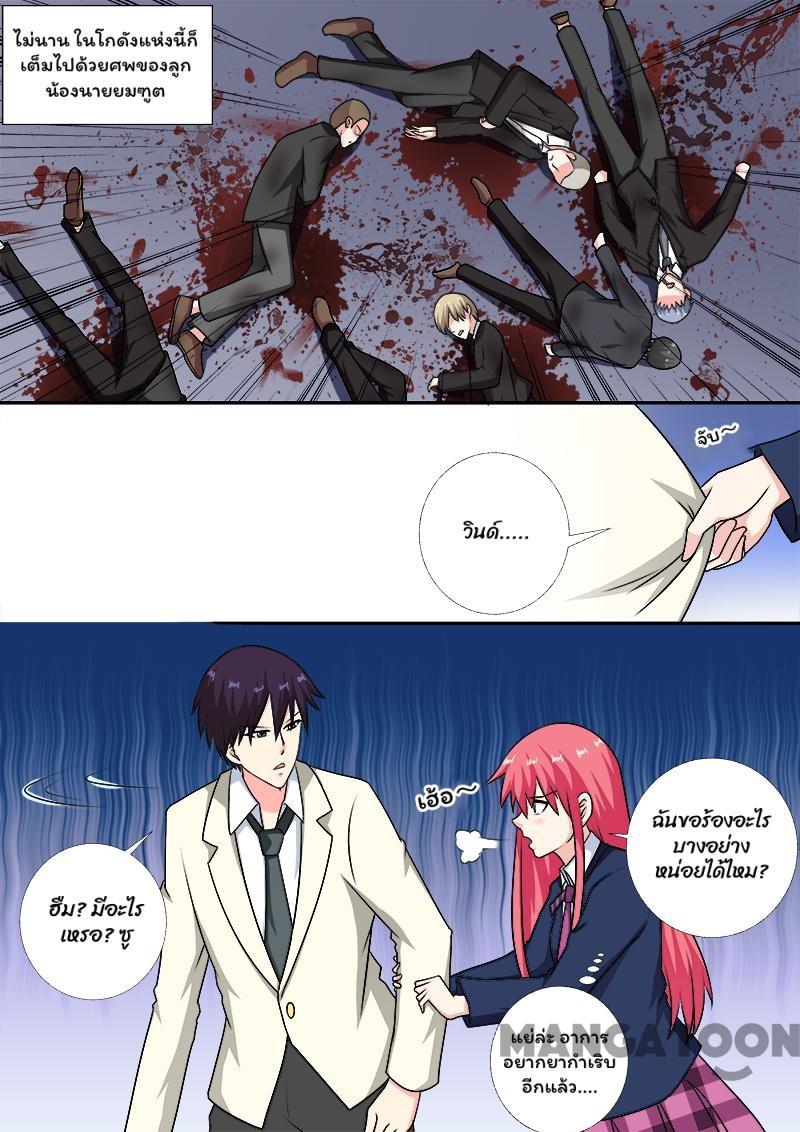 ไม่นาน ในโกดังแห่งนี้ก็
เต็มไปด้วยศพของลูก
น้องนายยมฑูต
จับ~
วินด์.....
เฮ้อ~
ฉันขอร้องอะไร
บางอย่าง
หน่อยได้ไหม?
ฮืม? มีอะไร
เหรอ? ซู
แย่ล่ะ อาการ
อยากยากำเริบ
อีกแล้ว....
MANGATOON